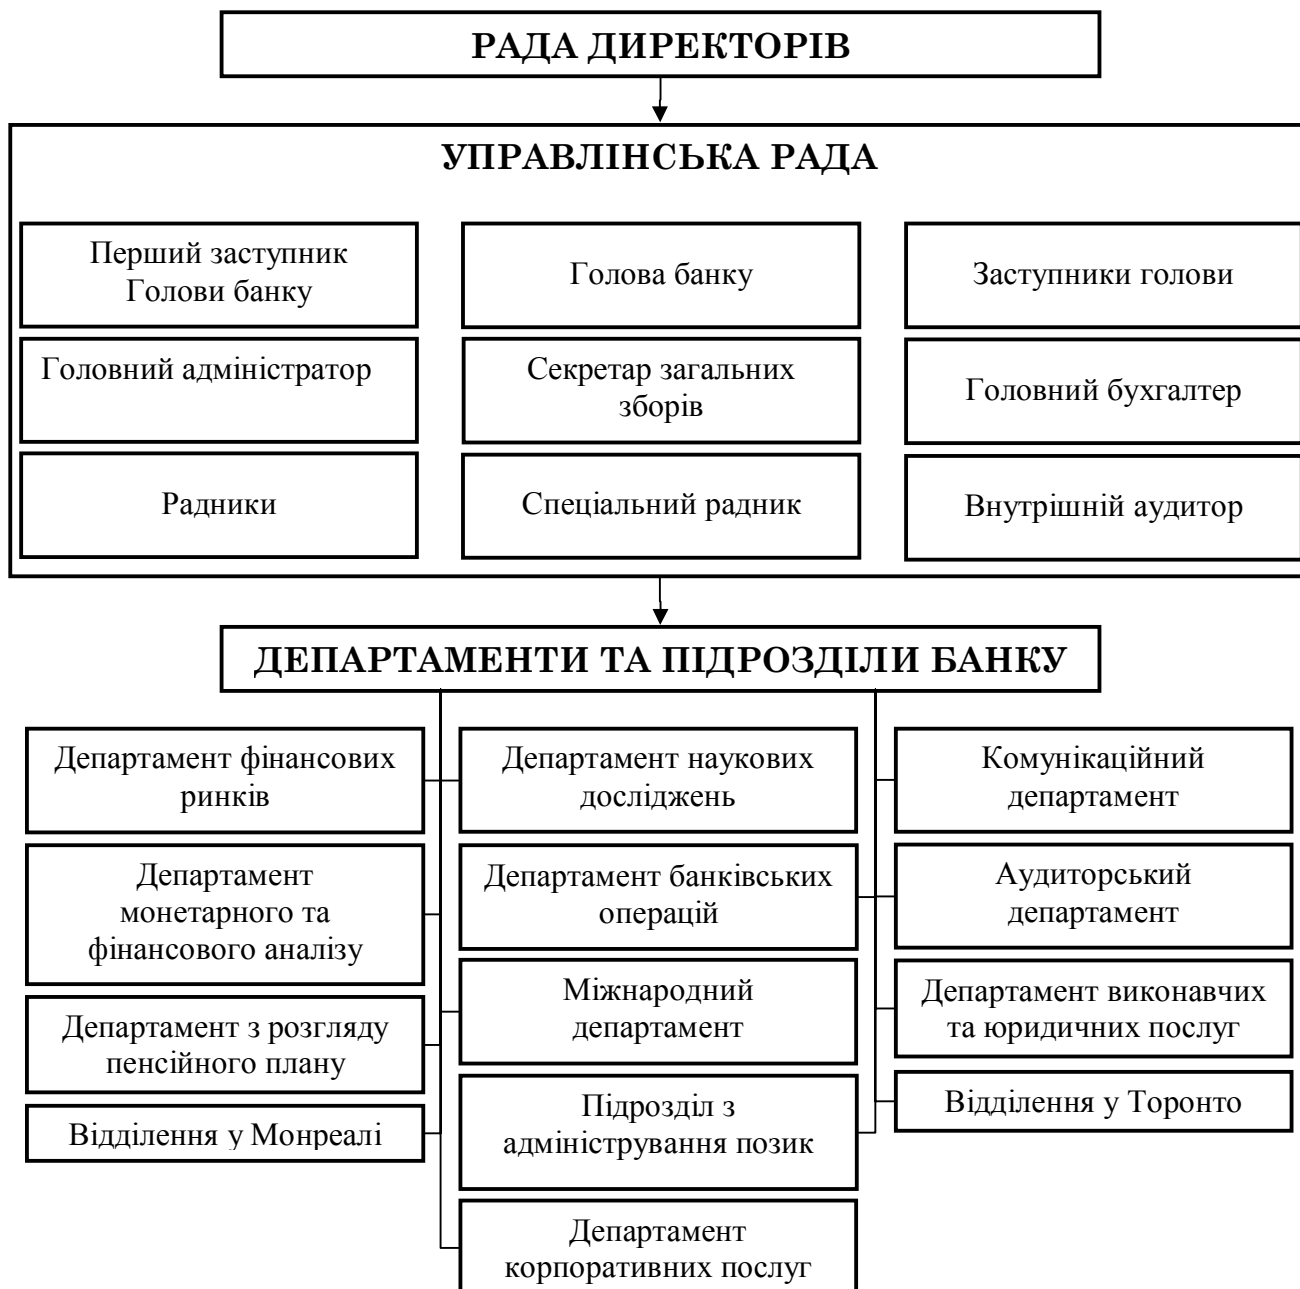 РАДА ДИРЕКТОРІВ
УПРАВЛІНСЬКА РАДА
Перший заступник
Голови банку
Голова банку
Заступники голови
Головний адміністратор
Секретар загальних
зборів
Головний бухгалтер
Радники
Спеціальний радник
Внутрішній аудитор
ДЕПАРТАМЕНТИ ТА ПІДРОЗДІЛИ БАНКУ
Департамент фінансових
ринків
Департамент наукових
досліджень
Комунікаційний
департамент
Департамент
монетарного та
фінансового аналізу
Департамент банківських
операцій
Аудиторський
департамент
Департамент з розгляду
пенсійного плану
Міжнародний
департамент
Департамент виконавчих
та юридичних послуг
Відділення у Монреалі
Підрозділ з
адміністрування позик
Відділення у Торонто
Департамент
корпоративних послуг